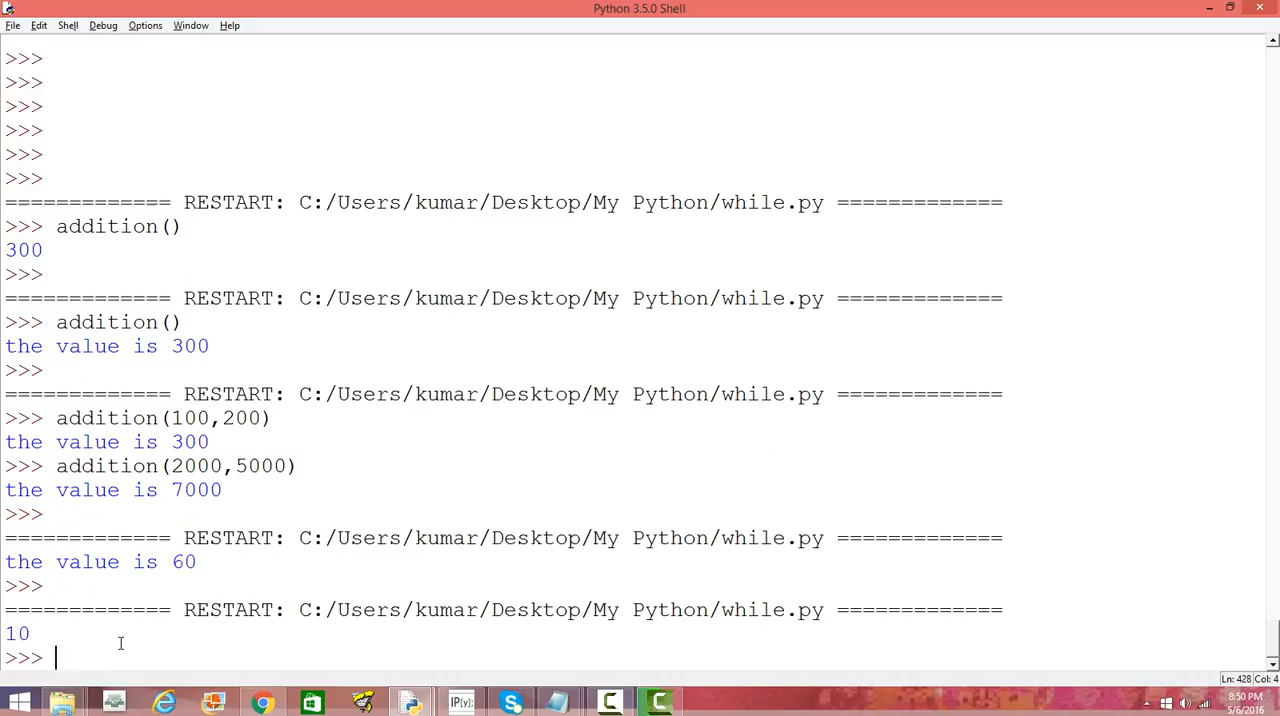 Python 3.5.0 Shell
File Edit Shell Debug Options Window Help
>>>
>>>
>>>
>>>
>>>
>>>
============= RESTART: C:/Users/kumar/Desktop/My Python/while.py =============
>>> addition()
300
>>>
============= RESTART: C:/Users/kumar/Desktop/My Python/while.py =============
>>> addition()
the value is 300
>>>
============= RESTART: C:/Users/kumar/Desktop/My Python/while.py =============
>>> addition(100,200)
the value is 300
>>> addition(2000,5000)
the value is 7000
>>>
============= RESTART: C:/Users/kumar/Desktop/My Python/while.py =============
the value is 60
>>>
============= RESTART: C:/Users/kumar/Desktop/My Python/while.py =============
10
>>>
Ln: 428 Col: 4
IP[y]:
8:50 PM
5/6/2016